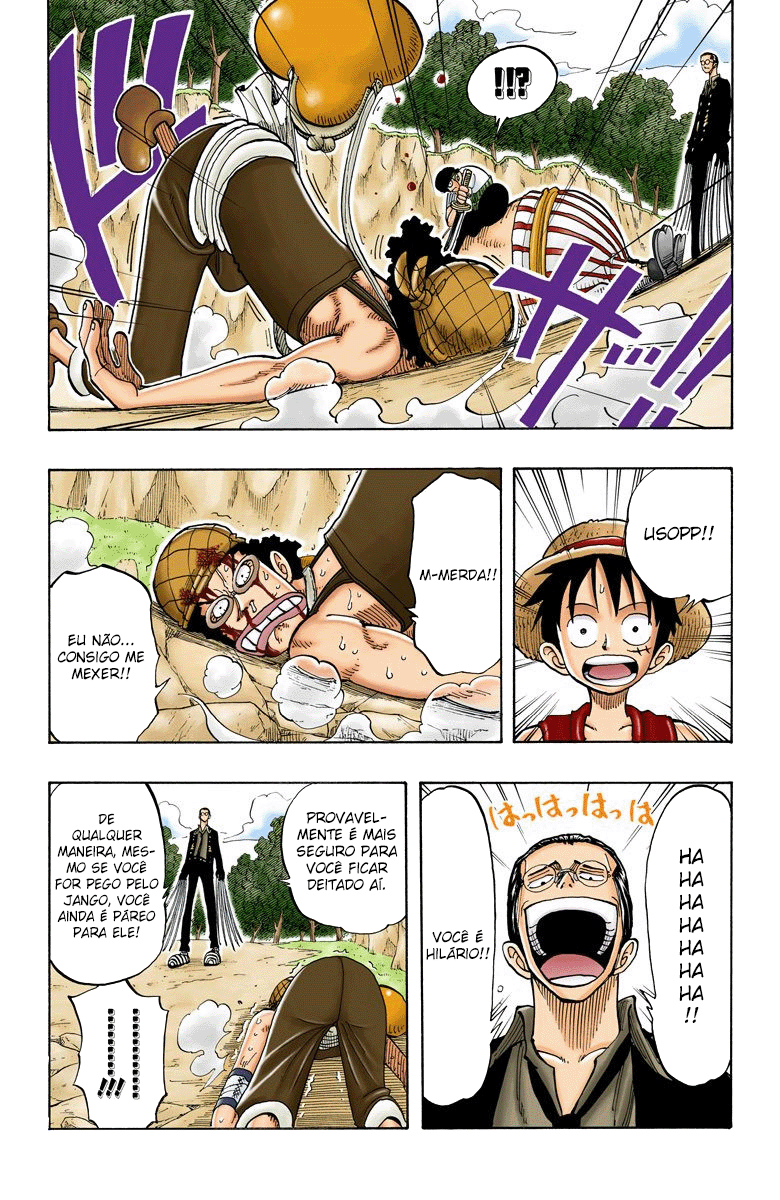 !!?
ドザ...!!
USOPP!!
M-MERDA!!
EU NÃO...
CONSIGO ME
MEXER!!
はっはっはっは
HA
HA
HA
HA
HA
HA
HA
!!
VOCÊ É
HILÁRIO!!
PROVAVEL-
MENTE É MAIS
SEGURO PARA
VOCÊ FICAR
DEITADO AÍ.
DE
QUALQUER
MANEIRA, MES-
MO SE VOCÊ
FOR PEGO PELO
JANGO, VOCÊ
AINDA É PÁREO
PARA ELE!
..........!!!